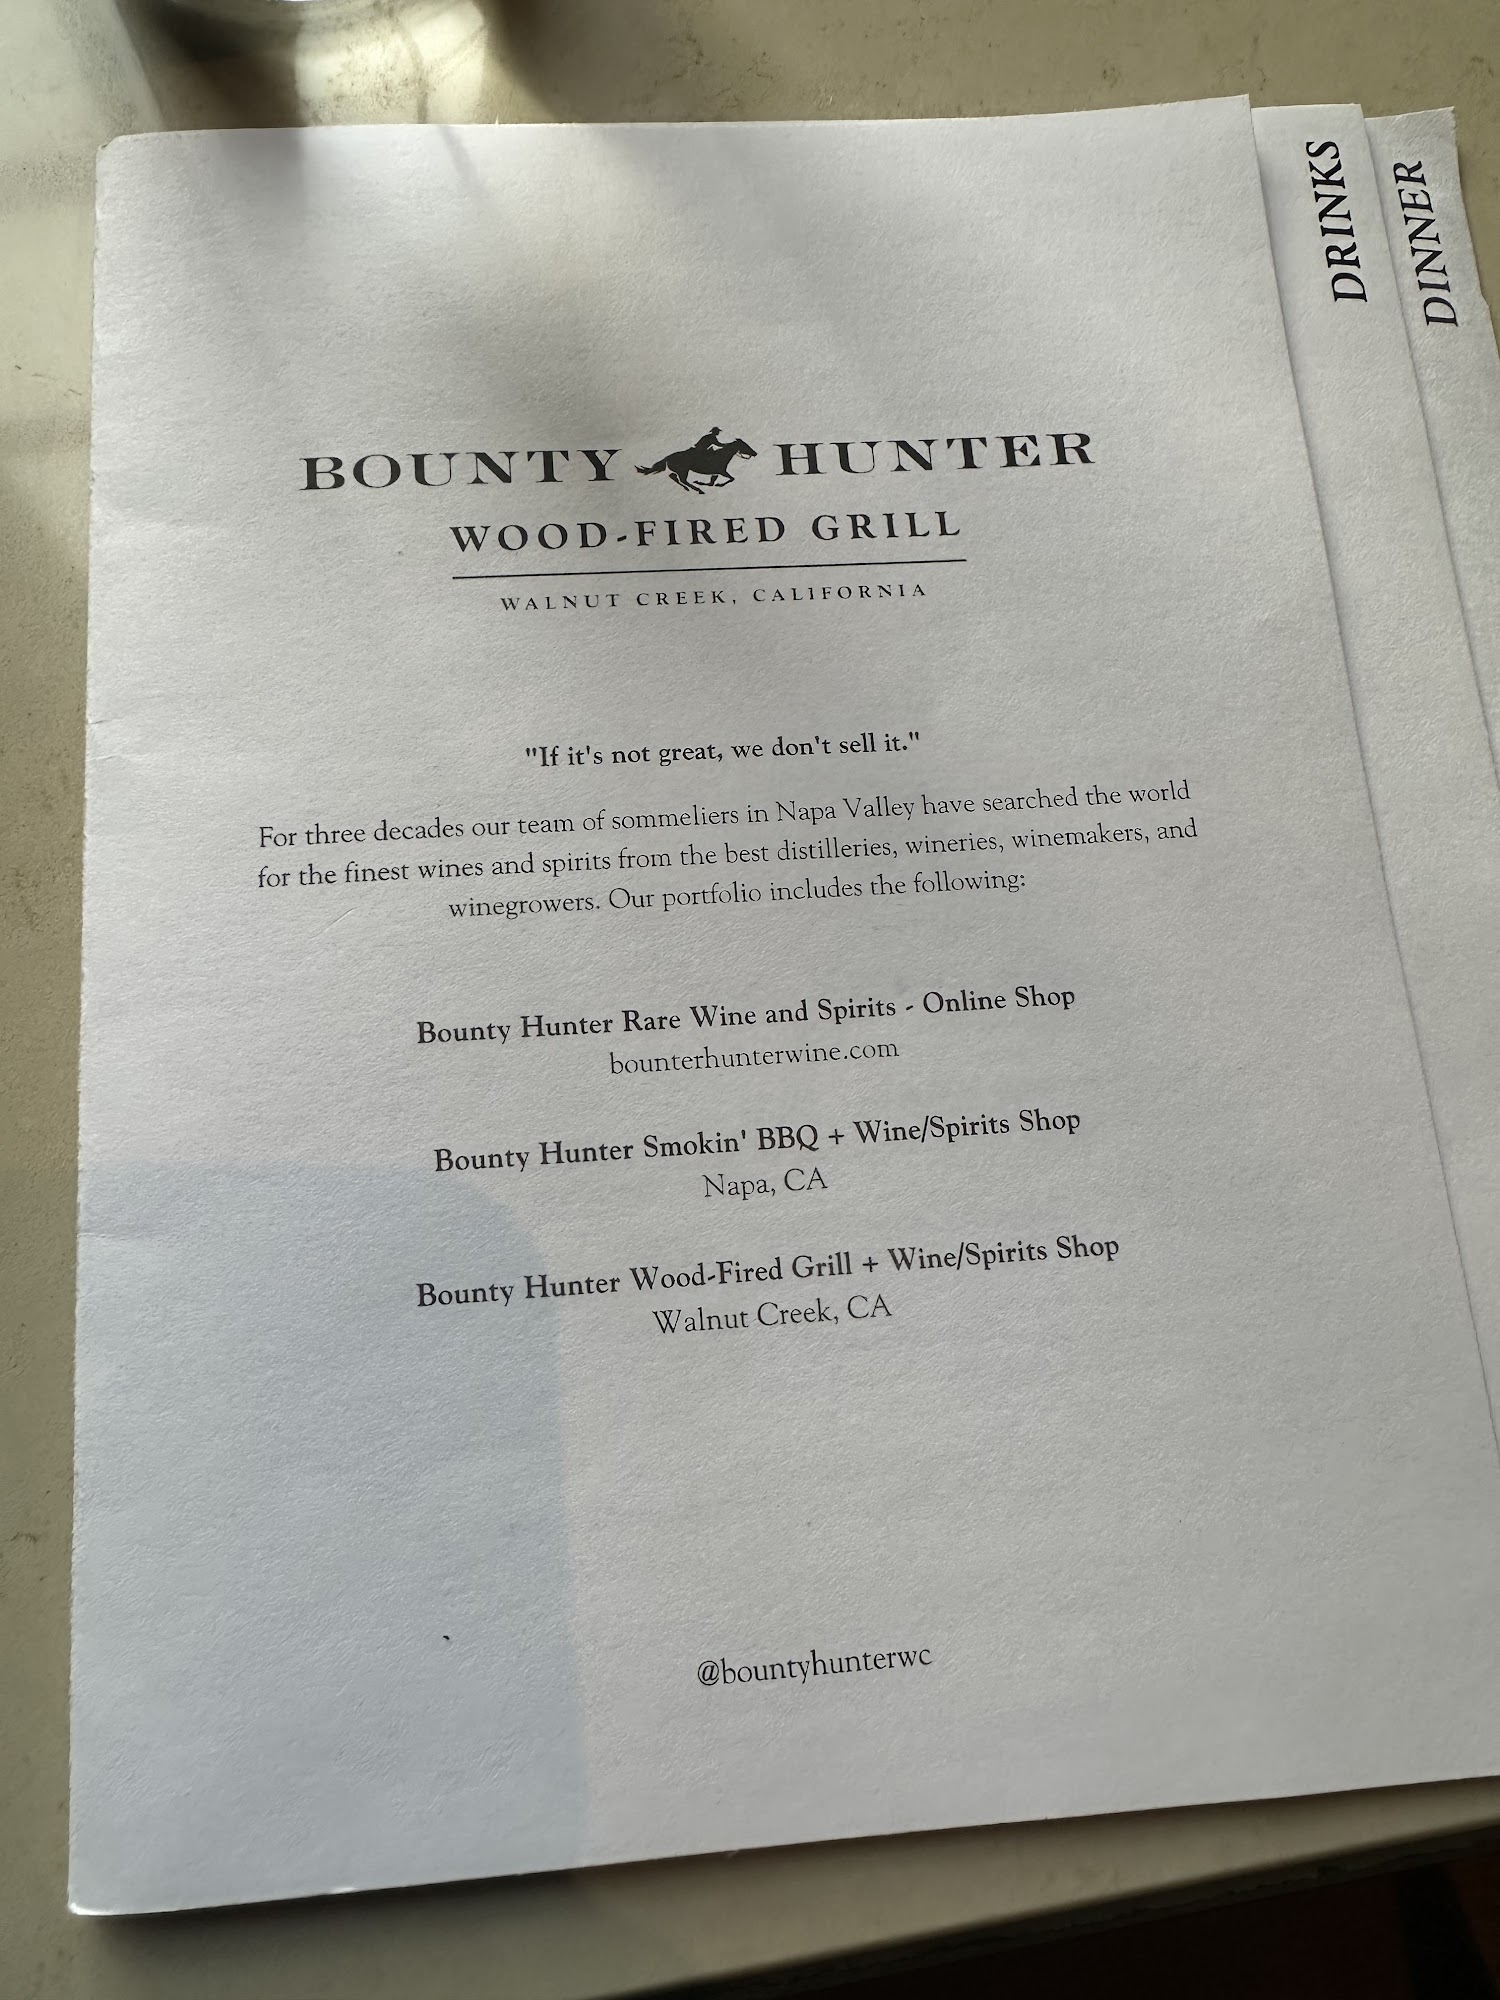 DRINKS
DINNER
BOUNTY HUNTER
WOOD-FIRED GRILL
WALNUT CREEK, CALIFORNIA
"If it's not great, we don't sell it."
For three decades our team of sommeliers in Napa Valley have searched the world
for the finest wines and spirits from the best distilleries, wineries, winemakers, and
winegrowers. Our portfolio includes the following:
Bounty Hunter Rare Wine and Spirits - Online Shop
bounterhunterwine.com
Bounty Hunter Smokin' BBQ + Wine/Spirits Shop
Napa, CA
Bounty Hunter Wood-Fired Grill + Wine/Spirits Shop
Walnut Creek, CA
@bountyhunterwc